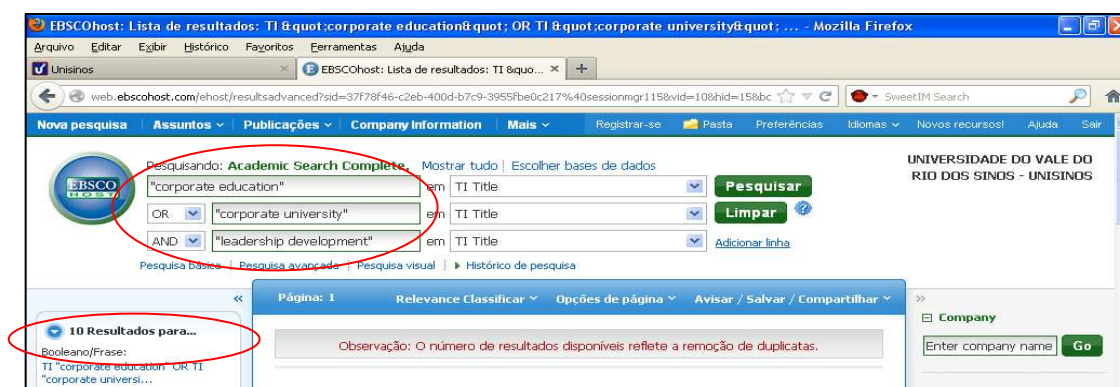 EBSCOhost: Lista de resultados: TI &quot;corporate education&quot; OR TI &quot;corporate university&quot; ... - Mozilla Firefox
Arquivo Editar Exibir Histórico Favoritos Ferramentas Ajuda
Unisinos × EBSCOhost: Lista de resultados: TI &quo... × +
web.ebscohost.com/ehost/resultsadvanced?sid=37f78f46-c2eb-400d-b7c9-3955fbe0c217%40sessionmgr115&vid=10&hid=15&bc SweetIM Search
Nova pesquisa Assuntos Publicações Company Information Mais Registrar-se Pasta Preferências Idiomas Novos recursos! Ajuda Sair
Pesquisando: Academic Search Complete, Mostrar tudo Escolher bases de dados
UNIVERSIDADE DO VALE DO
RIO DOS SINOS - UNISINOS
EBSCO
HOST
"corporate education" em TI Title Pesquisar
OR "corporate university" em TI Title Limpar ?
AND "leadership development" em TI Title Adicionar linha
Pesquisa básica Pesquisa avançada Pesquisa visual Histórico de pesquisa
« Página: 1 Relevance Classificar Opções de página Avisar / Salvar / Compartilhar »
10 Resultados para...
Booleano/Frase:
TI "corporate education" OR TI
"corporate universi...
Observação: O número de resultados disponíveis reflete a remoção de duplicatas.
Company
Enter company name Go